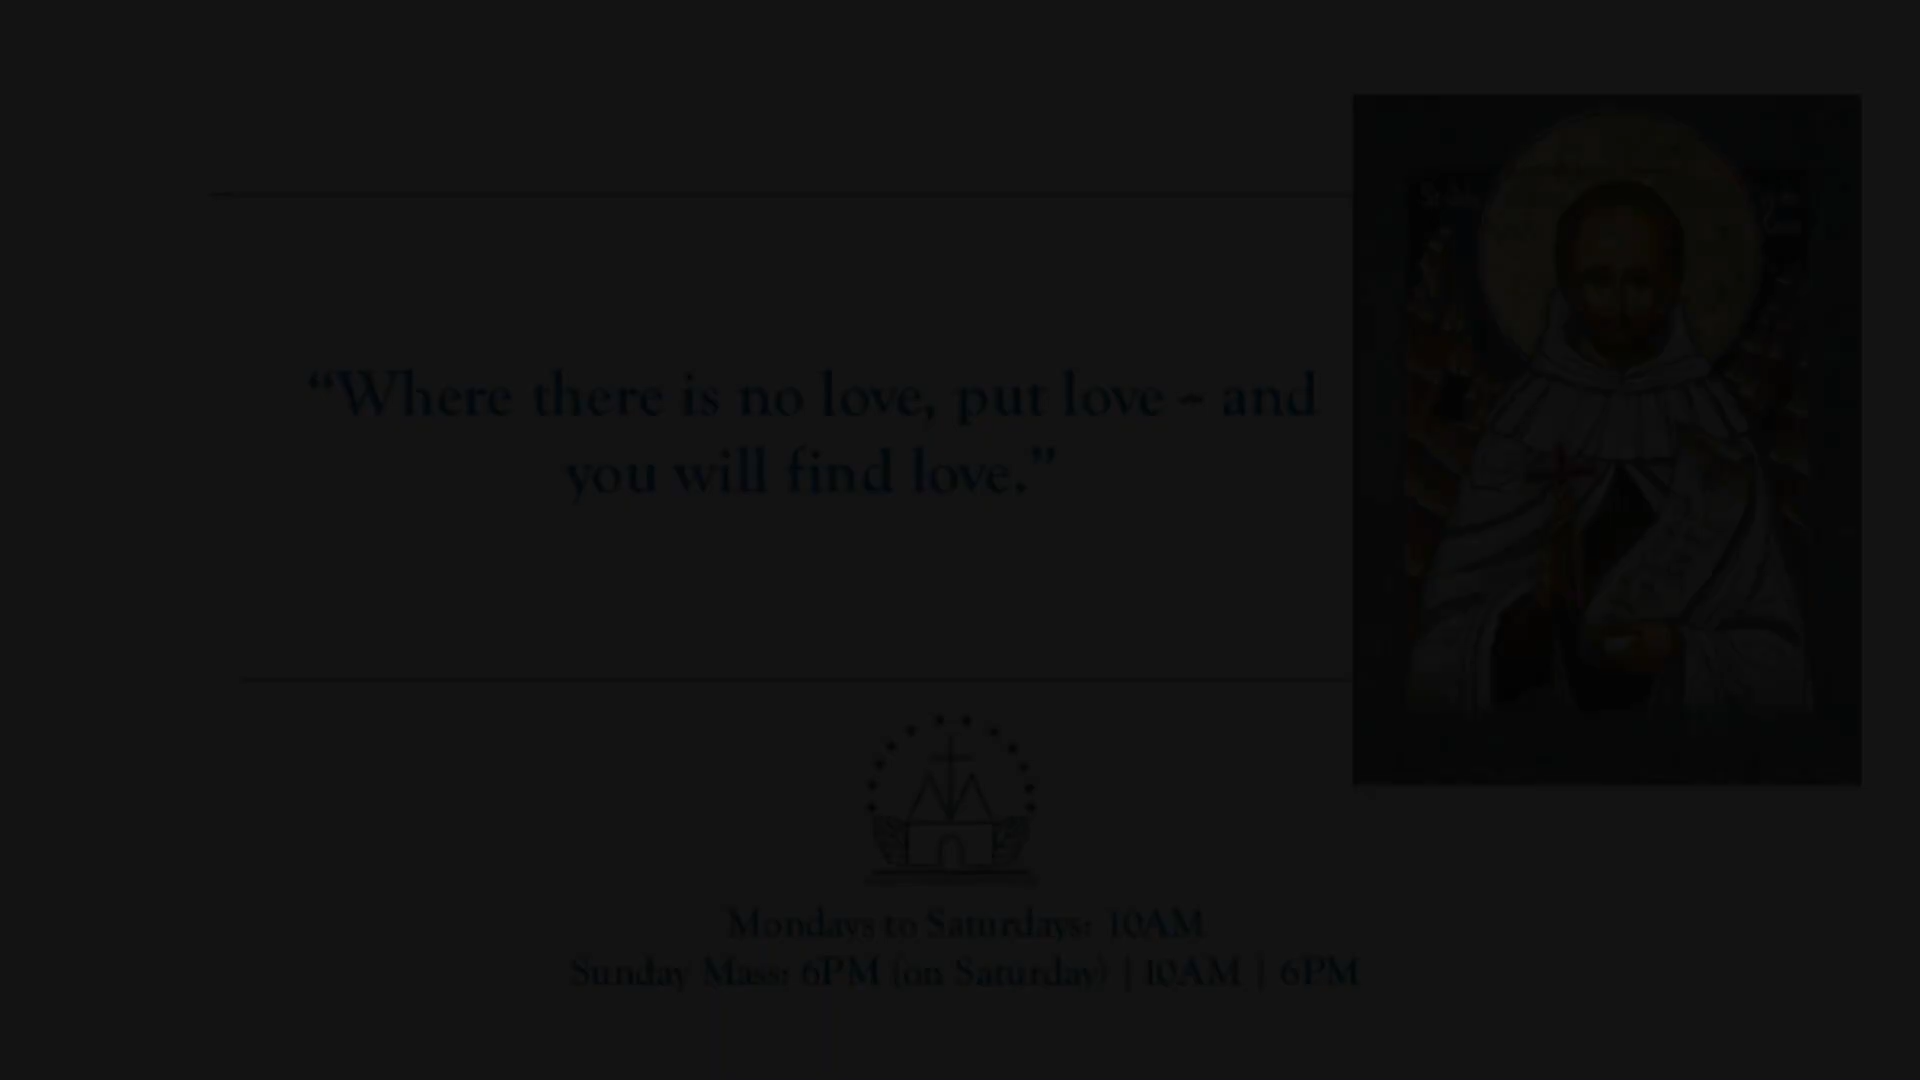 “Where there is no love, put love – and
you will find love.”
Mondays to Saturdays: 10AM
Sunday Mass: 6PM (on Saturday) | 10AM | 6PM